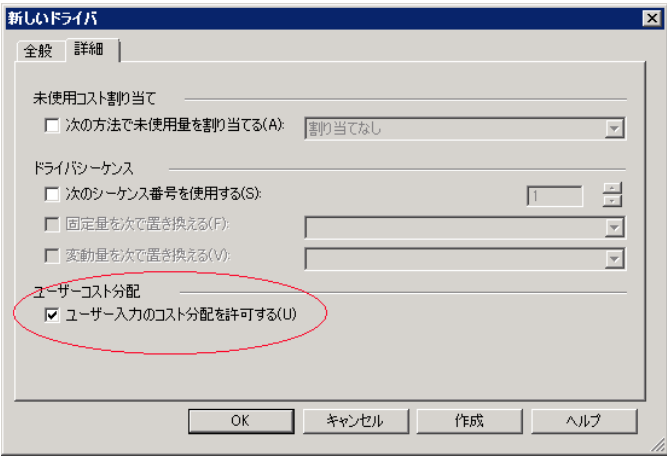 新しいドライバ
全般 詳細
未使用コスト割り当て
次の方法で未使用量を割り当てる(A): 割り当てなし
ドライバシーケンス
次のシーケンス番号を使用する(S): 1
固定量を次で置き換える(F):
変動量を次で置き換える(V):
ユーザーコスト分配
ユーザー入力のコスト分配を許可する(U)
OK キャンセル 作成 ヘルプ